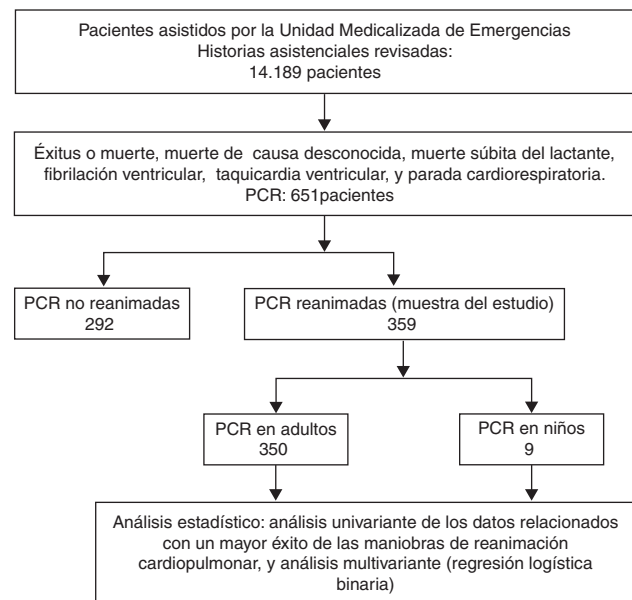 Pacientes asistidos por la Unidad Medicalizada de Emergencias
Historias asistenciales revisadas:
14.189 pacientes
Éxitus o muerte, muerte de causa desconocida, muerte súbita del lactante,
fibrilación ventricular, taquicardia ventricular, y parada cardiorespiratoria.
PCR: 651pacientes
PCR no reanimadas
292
PCR reanimadas (muestra del estudio)
359
PCR en adultos
350
PCR en niños
9
Análisis estadístico: análisis univariante de los datos relacionados
con un mayor éxito de las maniobras de reanimación
cardiopulmonar, y análisis multivariante (regresión logística
binaria)